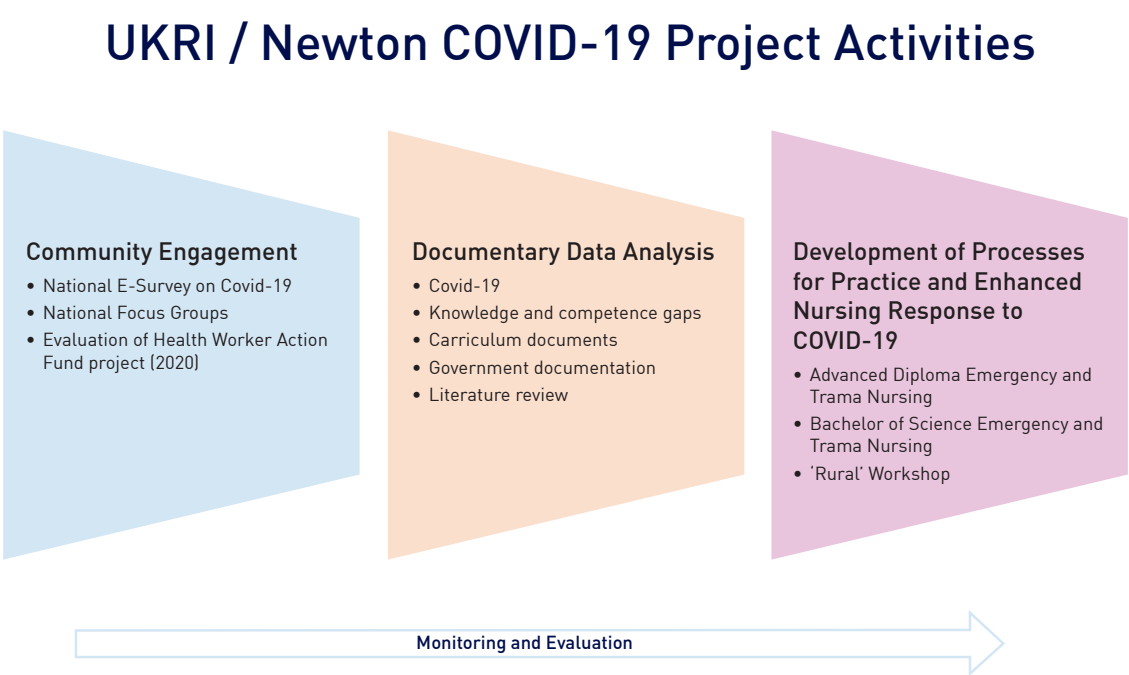 UKRI / Newton COVID-19 Project Activities
Community Engagement
• National E-Survey on Covid-19
• National Focus Groups
• Evaluation of Health Worker Action
Fund project (2020)
Documentary Data Analysis
• Covid-19
• Knowledge and competence gaps
• Carriculum documents
• Government documentation
• Literature review
Development of Processes
for Practice and Enhanced
Nursing Response to
COVID-19
• Advanced Diploma Emergency and
Trama Nursing
• Bachelor of Science Emergency and
Trama Nursing
• ‘Rural’ Workshop
Monitoring and Evaluation